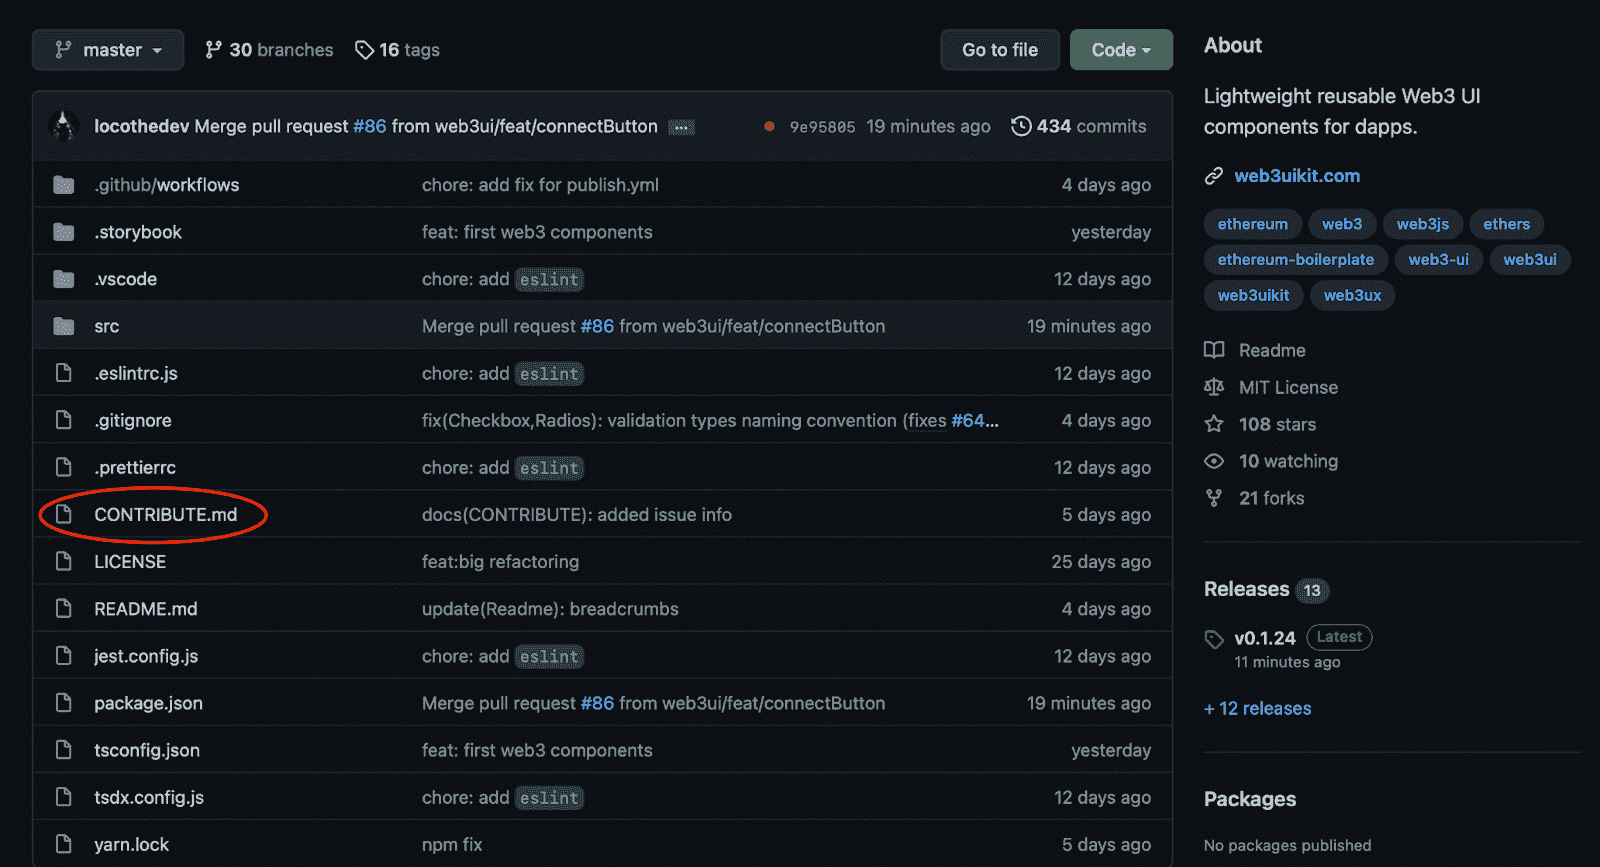 master
30 branches
16 tags
Go to file
Code
locothedev Merge pull request #86 from web3ui/feat/connectButton ...
9e95805 19 minutes ago
434 commits
.github/workflows chore: add fix for publish.yml 4 days ago
.storybook feat: first web3 components yesterday
.vscode chore: add eslint 12 days ago
src Merge pull request #86 from web3ui/feat/connectButton 19 minutes ago
.eslintrc.js chore: add eslint 12 days ago
.gitignore fix(Checkbox,Radios): validation types naming convention (fixes #64... 4 days ago
.prettierrc chore: add eslint 12 days ago
CONTRIBUTE.md docs(CONTRIBUTE): added issue info 5 days ago
LICENSE feat:big refactoring 25 days ago
README.md update(Readme): breadcrumbs 4 days ago
jest.config.js chore: add eslint 12 days ago
package.json Merge pull request #86 from web3ui/feat/connectButton 19 minutes ago
tsconfig.json feat: first web3 components yesterday
tsdx.config.js chore: add eslint 12 days ago
yarn.lock npm fix 5 days ago
About
Lightweight reusable Web3 UI
components for dapps.
web3uikit.com
ethereum web3 web3js ethers
ethereum-boilerplate web3-ui web3ui
web3uikit web3ux
Readme
MIT License
108 stars
10 watching
21 forks
Releases 13
v0.1.24 Latest
11 minutes ago
+ 12 releases
Packages
No packages published